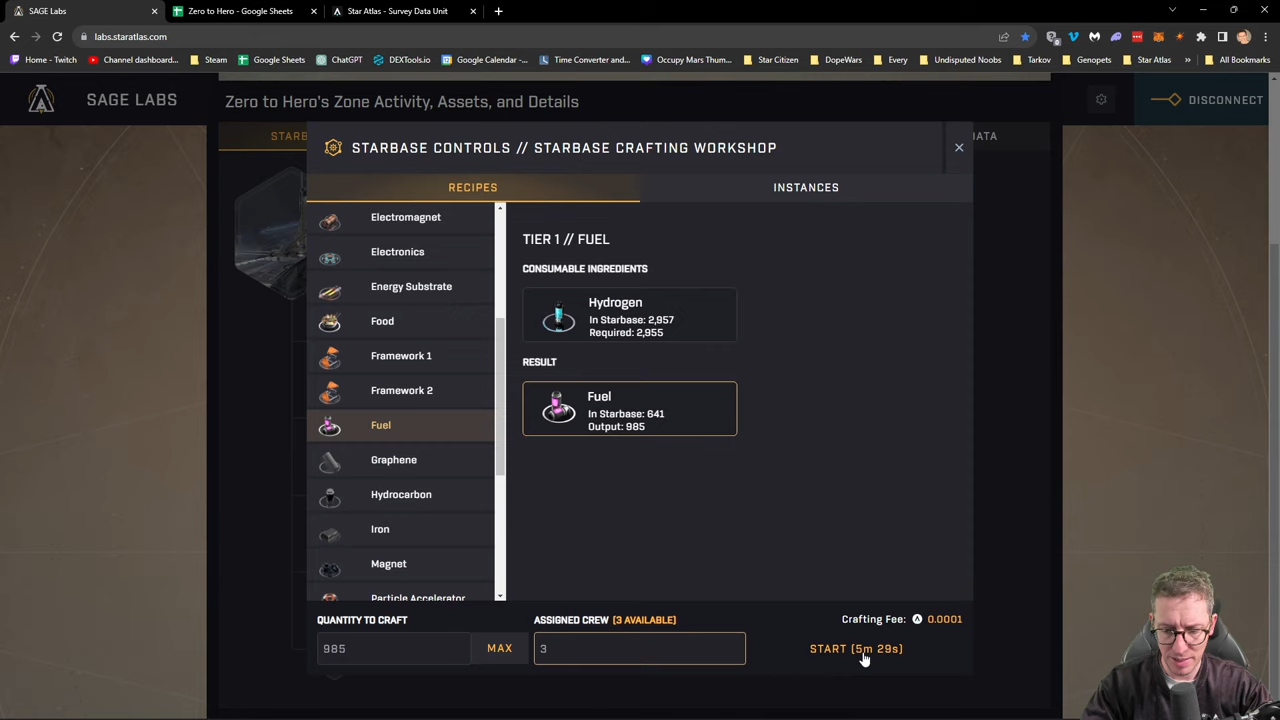 SAGE Labs
Zero to Hero - Google Sheets
Star Atlas - Survey Data Unit
labs.staratlas.com
Home - Twitch
Channel dashboard...
Steam
Google Sheets
ChatGPT
DEXTools.io
Google Calendar -...
Time Converter and...
Occupy Mars Thum...
Star Citizen
DopeWars
Every
Undisputed Noobs
Tarkov
Genopets
Star Atlas
»
All Bookmarks
SAGE LABS
Zero to Hero's Zone Activity, Assets, and Details
DISCONNECT
STARB
DATA
STARBASE CONTROLS // STARBASE CRAFTING WORKSHOP
RECIPES
INSTANCES
Electromagnet
Electronics
Energy Substrate
Food
Framework 1
Framework 2
Fuel
Graphene
Hydrocarbon
Iron
Magnet
Particle Accelerator
TIER 1 // FUEL
CONSUMABLE INGREDIENTS
Hydrogen
In Starbase: 2,957
Required: 2,955
RESULT
Fuel
In Starbase: 641
Output: 985
QUANTITY TO CRAFT
985
MAX
ASSIGNED CREW (3 AVAILABLE)
3
Crafting Fee: 0.0001
START (5m 29s)